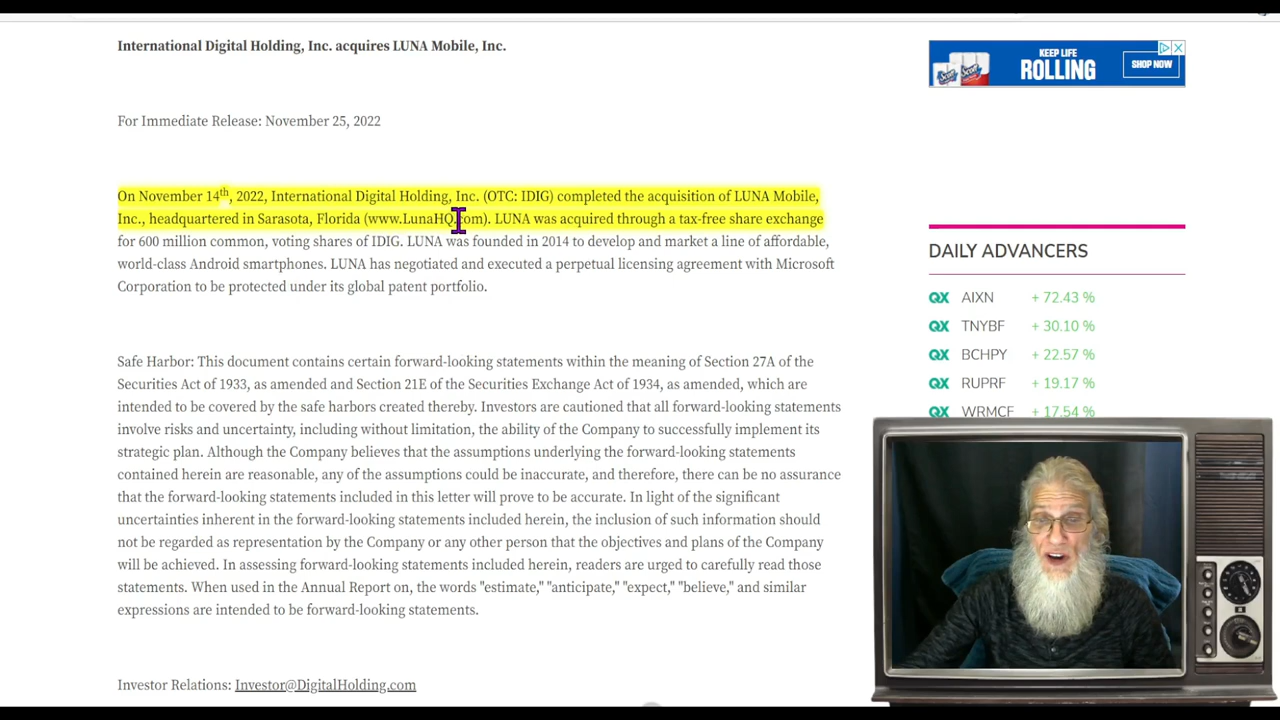 International Digital Holding, Inc. acquires LUNA Mobile, Inc.
For Immediate Release: November 25, 2022
On November 14th, 2022, International Digital Holding, Inc. (OTC: IDIG) completed the acquisition of LUNA Mobile,
Inc., headquartered in Sarasota, Florida (www.LunaHQ.com). LUNA was acquired through a tax-free share exchange
for 600 million common, voting shares of IDIG. LUNA was founded in 2014 to develop and market a line of affordable,
world-class Android smartphones. LUNA has negotiated and executed a perpetual licensing agreement with Microsoft
Corporation to be protected under its global patent portfolio.
Safe Harbor: This document contains certain forward-looking statements within the meaning of Section 27A of the
Securities Act of 1933, as amended and Section 21E of the Securities Exchange Act of 1934, as amended, which are
intended to be covered by the safe harbors created thereby. Investors are cautioned that all forward-looking statements
involve risks and uncertainty, including without limitation, the ability of the Company to successfully implement its
strategic plan. Although the Company believes that the assumptions underlying the forward-looking statements
contained herein are reasonable, any of the assumptions could be inaccurate, and therefore, there can be no assurance
that the forward-looking statements included in this letter will prove to be accurate. In light of the significant
uncertainties inherent in the forward-looking statements included herein, the inclusion of such information should
not be regarded as representation by the Company or any other person that the objectives and plans of the Company
will be achieved. In assessing forward-looking statements included herein, readers are urged to carefully read those
statements. When used in the Annual Report on, the words "estimate," "anticipate," "expect," "believe," and similar
expressions are intended to be forward-looking statements.
Investor Relations: Investor@DigitalHolding.com
KEEP LIFE
ROLLING
SHOP NOW
DAILY ADVANCERS
QX AIXN + 72.43 %
QX TNYBF + 30.10 %
QX BCHPY + 22.57 %
QX RUPRF + 19.17 %
QX WRMCF + 17.54 %